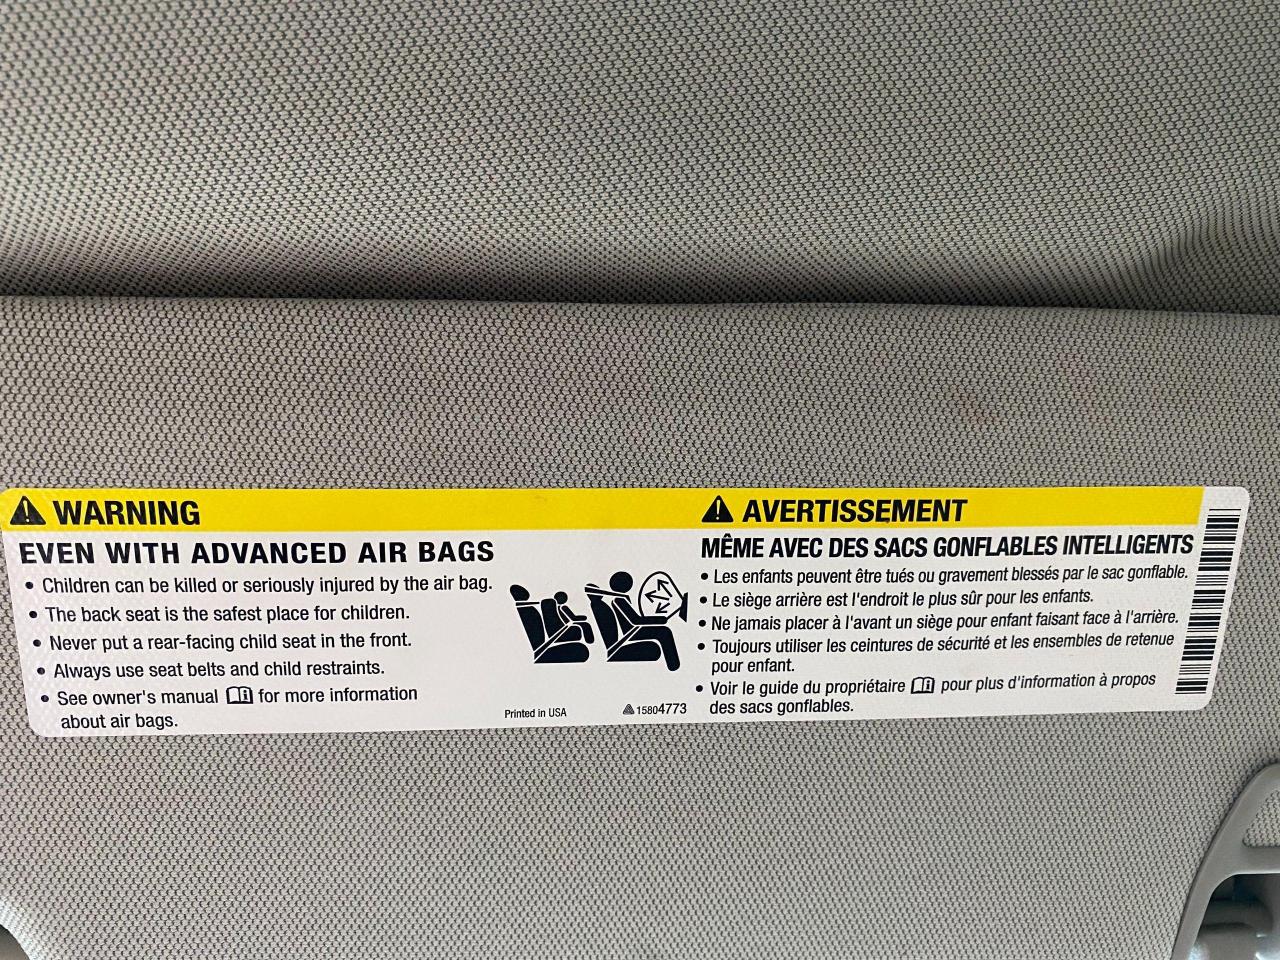 WARNING
EVEN WITH ADVANCED AIR BAGS
• Children can be killed or seriously injured by the air bag.
• The back seat is the safest place for children.
• Never put a rear-facing child seat in the front.
• Always use seat belts and child restraints.
• See owner's manual for more information
about air bags.
Printed in USA
15804773
AVERTISSEMENT
MÊME AVEC DES SACS GONFLABLES INTELLIGENTS
• Les enfants peuvent être tués ou gravement blessés par le sac gonflable.
• Le siège arrière est l'endroit le plus sûr pour les enfants.
• Ne jamais placer à l'avant un siège pour enfant faisant face à l'arrière.
• Toujours utiliser les ceintures de sécurité et les ensembles de retenue
pour enfant.
• Voir le guide du propriétaire pour plus d'information à propos
des sacs gonflables.